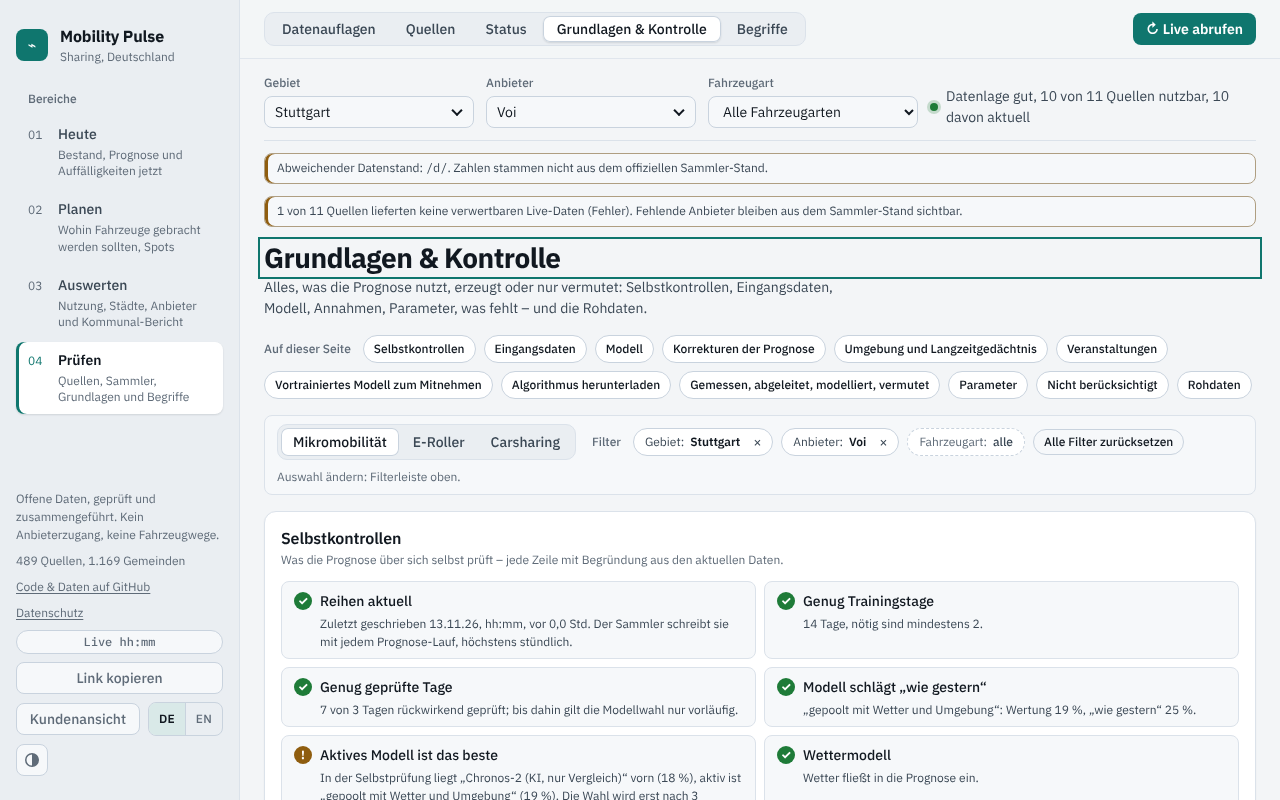 Mobility Pulse
Sharing, Deutschland
Bereiche
01 Heute
Bestand, Prognose und
Auffälligkeiten jetzt
02 Planen
Wohin Fahrzeuge gebracht
werden sollten, Spots
03 Auswerten
Nutzung, Städte, Anbieter
und Kommunal-Bericht
04 Prüfen
Quellen, Sammler,
Grundlagen und Begriffe
Offene Daten, geprüft und
zusammengeführt. Kein
Anbieterzugang, keine Fahrzeugwege.
489 Quellen, 1.169 Gemeinden
Code & Daten auf GitHub
Datenschutz
Live hh:mm
Link kopieren
Kundenansicht DE EN
Datenauflagen Quellen Status Grundlagen & Kontrolle Begriffe
↻ Live abrufen
Gebiet Anbieter Fahrzeugart
Stuttgart Voi Alle Fahrzeugarten
Datenlage gut, 10 von 11 Quellen nutzbar, 10
davon aktuell
Abweichender Datenstand: /d/. Zahlen stammen nicht aus dem offiziellen Sammler-Stand.
1 von 11 Quellen lieferten keine verwertbaren Live-Daten (Fehler). Fehlende Anbieter bleiben aus dem Sammler-Stand sichtbar.
Grundlagen & Kontrolle
Alles, was die Prognose nutzt, erzeugt oder nur vermutet: Selbstkontrollen, Eingangsdaten,
Modell, Annahmen, Parameter, was fehlt – und die Rohdaten.
Auf dieser Seite Selbstkontrollen Eingangsdaten Modell Korrekturen der Prognose Umgebung und Langzeitgedächtnis Veranstaltungen
Vortrainiertes Modell zum Mitnehmen Algorithmus herunterladen Gemessen, abgeleitet, modelliert, vermutet Parameter Nicht berücksichtigt Rohdaten
Mikromobilität E-Roller Carsharing Filter Gebiet: Stuttgart × Anbieter: Voi × Fahrzeugart: alle Alle Filter zurücksetzen
Auswahl ändern: Filterleiste oben.
Selbstkontrollen
Was die Prognose über sich selbst prüft – jede Zeile mit Begründung aus den aktuellen Daten.
Reihen aktuell
Zuletzt geschrieben 13.11.26, hh:mm, vor 0,0 Std. Der Sammler schreibt sie
mit jedem Prognose-Lauf, höchstens stündlich.
Genug Trainingstage
14 Tage, nötig sind mindestens 2.
Genug geprüfte Tage
7 von 3 Tagen rückwirkend geprüft; bis dahin gilt die Modellwahl nur vorläufig.
Modell schlägt „wie gestern“
„gepoolt mit Wetter und Umgebung“: Wertung 19 %, „wie gestern“ 25 %.
Aktives Modell ist das beste
In der Selbstprüfung liegt „Chronos-2 (KI, nur Vergleich)“ vorn (18 %), aktiv ist
„gepoolt mit Wetter und Umgebung“ (19 %). Die Wahl wird erst nach 3
Wettermodell
Wetter fließt in die Prognose ein.